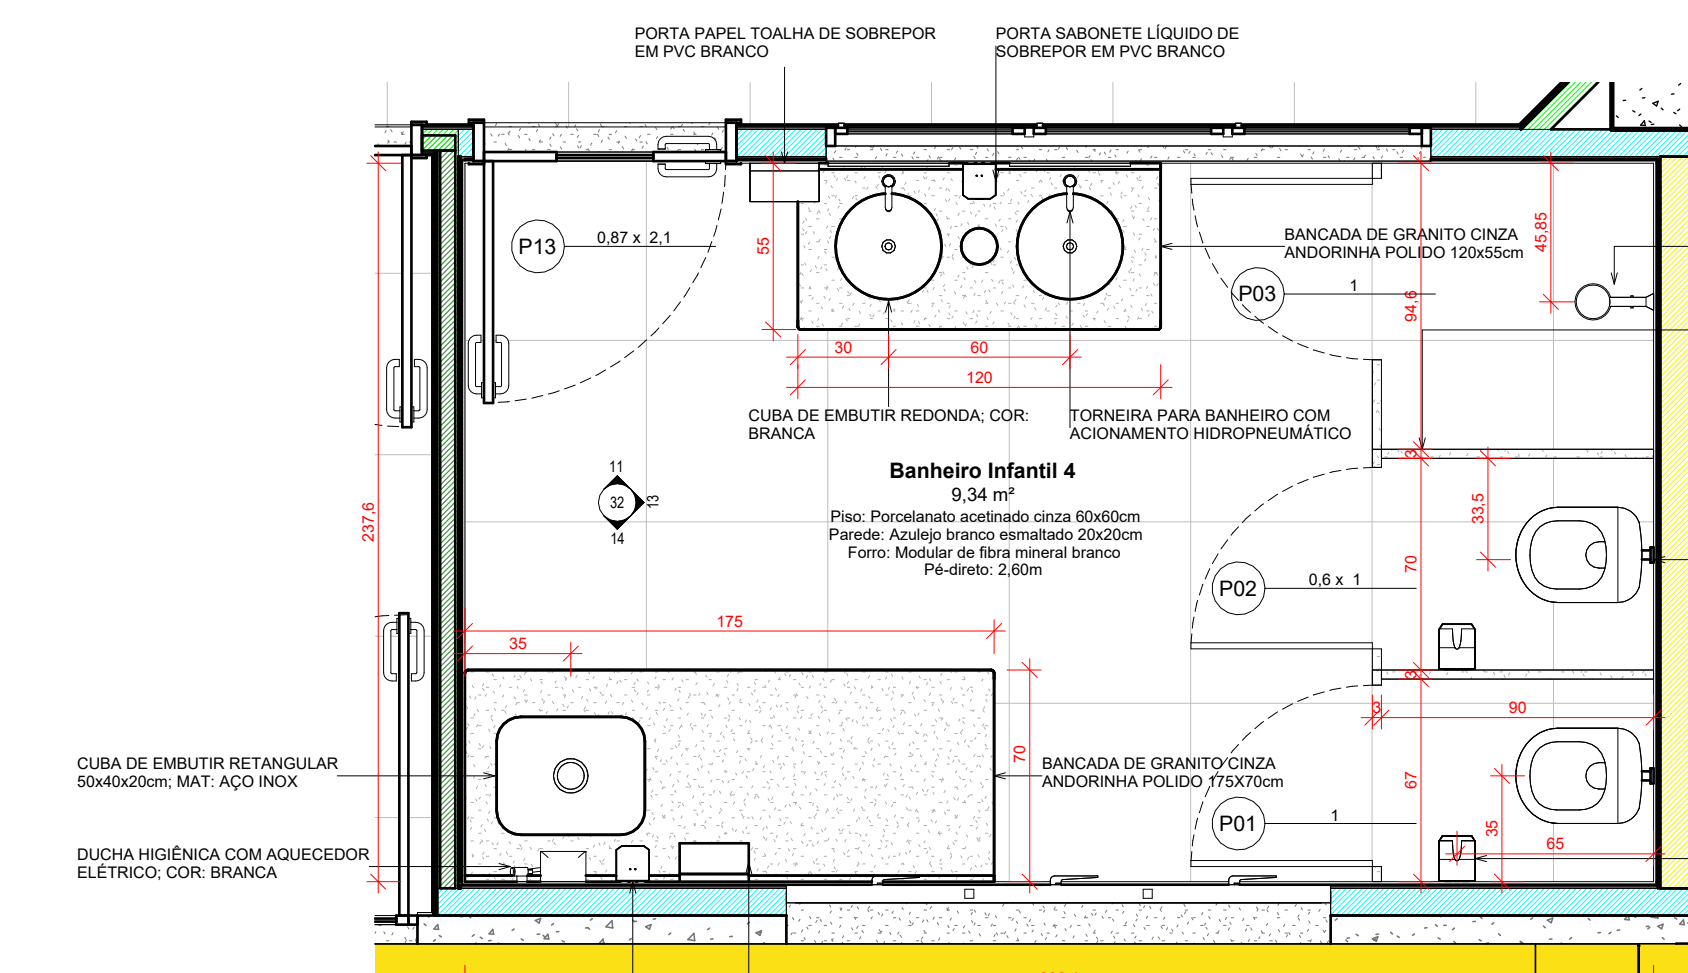 PORTA PAPEL TOALHA DE SOBREPOR
EM PVC BRANCO
PORTA SABONETE LÍQUIDO DE
SOBREPOR EM PVC BRANCO
P13
0,87 x 2,1
55
BANCADA DE GRANITO CINZA
ANDORINHA POLIDO 120x55cm
45,85
P03
1
94,6
30
60
120
CUBA DE EMBUTIR REDONDA; COR:
BRANCA
TORNEIRA PARA BANHEIRO COM
ACIONAMENTO HIDROPNEUMÁTICO
3
Banheiro Infantil 4
9,34 m²
Piso: Porcelanato acetinado cinza 60x60cm
Parede: Azulejo branco esmaltado 20x20cm
Forro: Modular de fibra mineral branco
Pé-direto: 2,60m
11
32
13
14
237,6
33,5
70
P02
0,6 x 1
175
35
3
3
90
70
BANCADA DE GRANITO CINZA
ANDORINHA POLIDO 175X70cm
67
CUBA DE EMBUTIR RETANGULAR
50x40x20cm; MAT: AÇO INOX
P01
1
35
65
DUCHA HIGIÊNICA COM AQUECEDOR
ELÉTRICO; COR: BRANCA